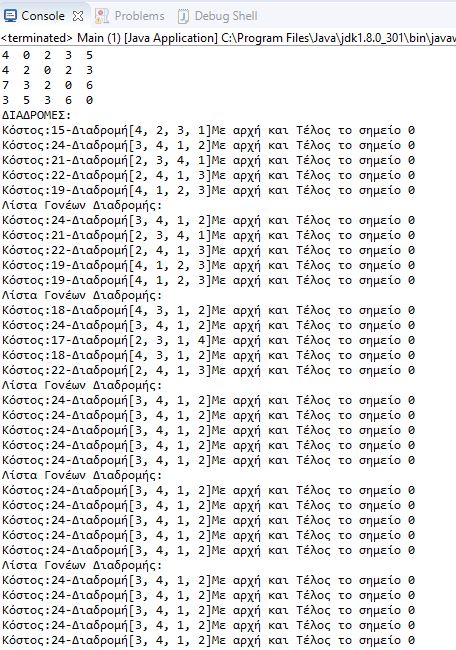 Console Problems Debug Shell
<terminated> Main (1) [Java Application] C:\Program Files\Java\jdk1.8.0_301\bin\javaw
4 0 2 3 5
4 2 0 2 3
7 3 2 0 6
3 5 3 6 0
ΔΙΑΔΡΟΜΕΣ:
Κόστος:15-Διαδρομή[4, 2, 3, 1]Με αρχή και Τέλος το σημείο 0
Κόστος:24-Διαδρομή[3, 4, 1, 2]Με αρχή και Τέλος το σημείο 0
Κόστος:21-Διαδρομή[2, 3, 4, 1]Με αρχή και Τέλος το σημείο 0
Κόστος:22-Διαδρομή[2, 4, 1, 3]Με αρχή και Τέλος το σημείο 0
Κόστος:19-Διαδρομή[4, 1, 2, 3]Με αρχή και Τέλος το σημείο 0
Λίστα Γονέων Διαδρομής:
Κόστος:24-Διαδρομή[3, 4, 1, 2]Με αρχή και Τέλος το σημείο 0
Κόστος:21-Διαδρομή[2, 3, 4, 1]Με αρχή και Τέλος το σημείο 0
Κόστος:22-Διαδρομή[2, 4, 1, 3]Με αρχή και Τέλος το σημείο 0
Κόστος:19-Διαδρομή[4, 1, 2, 3]Με αρχή και Τέλος το σημείο 0
Κόστος:19-Διαδρομή[4, 1, 2, 3]Με αρχή και Τέλος το σημείο 0
Λίστα Γονέων Διαδρομής:
Κόστος:18-Διαδρομή[4, 3, 1, 2]Με αρχή και Τέλος το σημείο 0
Κόστος:24-Διαδρομή[3, 4, 1, 2]Με αρχή και Τέλος το σημείο 0
Κόστος:17-Διαδρομή[2, 3, 1, 4]Με αρχή και Τέλος το σημείο 0
Κόστος:18-Διαδρομή[4, 3, 1, 2]Με αρχή και Τέλος το σημείο 0
Κόστος:22-Διαδρομή[2, 4, 1, 3]Με αρχή και Τέλος το σημείο 0
Λίστα Γονέων Διαδρομής:
Κόστος:24-Διαδρομή[3, 4, 1, 2]Με αρχή και Τέλος το σημείο 0
Κόστος:24-Διαδρομή[3, 4, 1, 2]Με αρχή και Τέλος το σημείο 0
Κόστος:24-Διαδρομή[3, 4, 1, 2]Με αρχή και Τέλος το σημείο 0
Κόστος:24-Διαδρομή[3, 4, 1, 2]Με αρχή και Τέλος το σημείο 0
Κόστος:24-Διαδρομή[3, 4, 1, 2]Με αρχή και Τέλος το σημείο 0
Λίστα Γονέων Διαδρομής:
Κόστος:24-Διαδρομή[3, 4, 1, 2]Με αρχή και Τέλος το σημείο 0
Κόστος:24-Διαδρομή[3, 4, 1, 2]Με αρχή και Τέλος το σημείο 0
Κόστος:24-Διαδρομή[3, 4, 1, 2]Με αρχή και Τέλος το σημείο 0
Κόστος:24-Διαδρομή[3, 4, 1, 2]Με αρχή και Τέλος το σημείο 0
Κόστος:24-Διαδρομή[3, 4, 1, 2]Με αρχή και Τέλος το σημείο 0
Λίστα Γονέων Διαδρομής:
Κόστος:24-Διαδρομή[3, 4, 1, 2]Με αρχή και Τέλος το σημείο 0
Κόστος:24-Διαδρομή[3, 4, 1, 2]Με αρχή και Τέλος το σημείο 0
Κόστος:24-Διαδρομή[3, 4, 1, 2]Με αρχή και Τέλος το σημείο 0
Κόστος:24-Διαδρομή[3, 4, 1, 2]Με αρχή και Τέλος το σημείο 0
Κόστος:24-Διαδρομή[3, 4, 1, 2]Με αρχή και Τέλος το σημείο 0